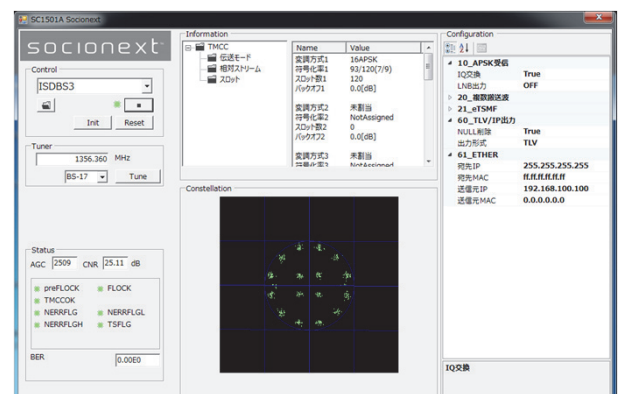 SC1501A Socionext
socionext
Control
ISDBS3
Init
Reset
Tuner
1356.360 MHz
BS-17
Tune
Status
AGC 2509 CNR 25.11 dB
preFLOCK FLOCK
TMCCOK
NERRFLG NERRFLGL
NERRFLGH TSFLG
BER 0.00E0
Information
TMCC
伝送モード
相対ストリーム
スロット
Name Value
変調方式1 16APSK
符号化率1 93/120(7/9)
スロット数1 120
バックオフ1 0.0[dB]
変調方式2 未割当
符号化率2 NotAssigned
スロット数2 0
バックオフ2 0.0[dB]
変調方式3 未割当
符号化率3 NotAssigned
Constellation
Configuration
10_APSK受信
IQ交換 True
LNB出力 OFF
20_複数搬送波
21_eTSMF
60_TLV/IP出力
NULL削除 True
出力形式 TLV
61_ETHER
宛先IP 255.255.255.255
宛先MAC ff.ff.ff.ff.ff.ff
送信元IP 192.168.100.100
送信元MAC 0.0.0.0.0.0
IQ交換